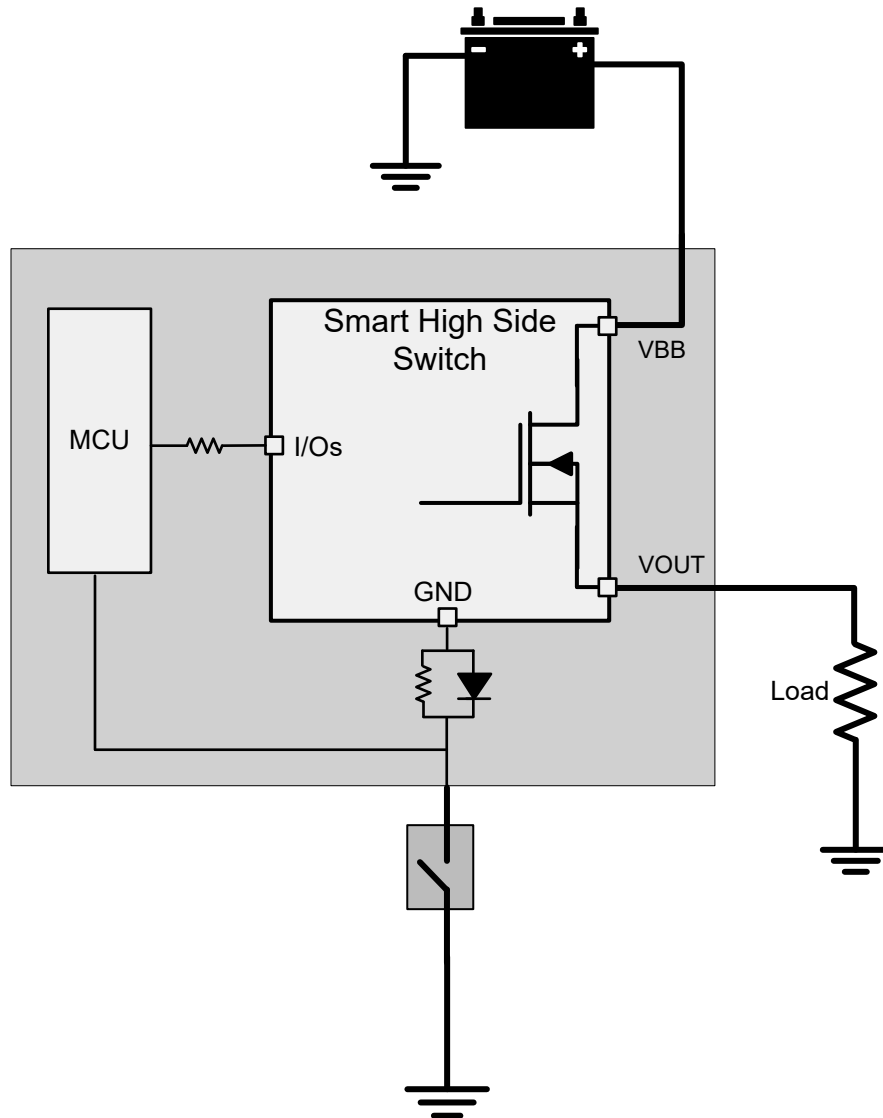 - +
Smart High Side
Switch
VBB
MCU
I/Os
VOUT
GND
Load